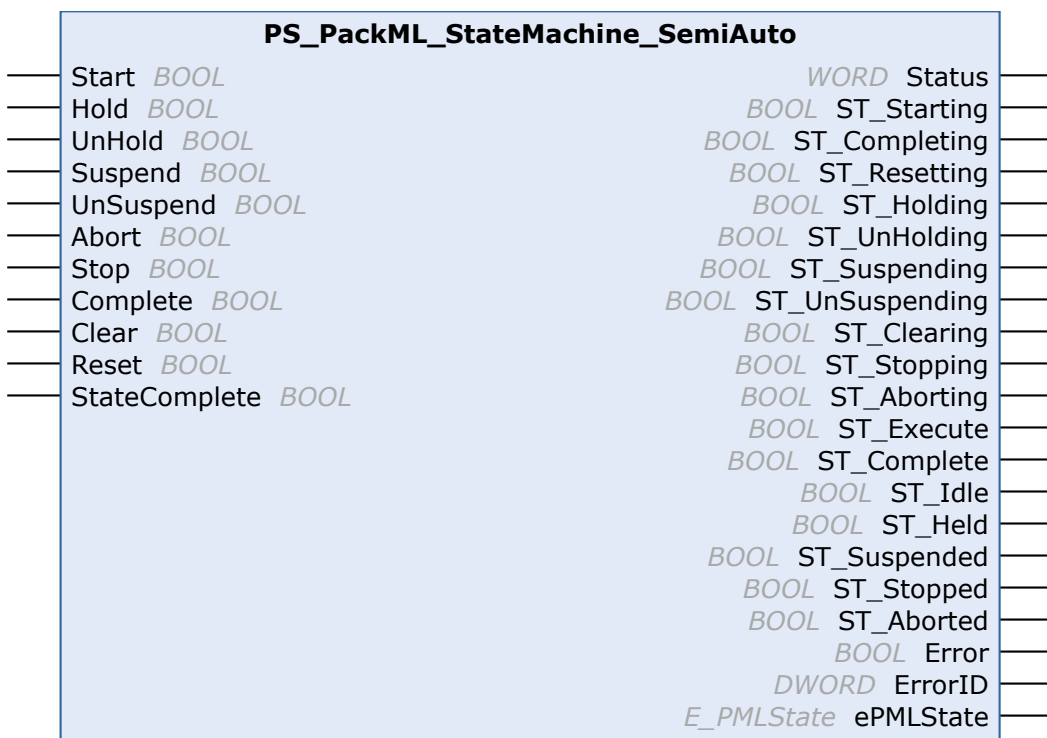 PS_PackML_StateMachine_SemiAuto
Start BOOL WORD Status
Hold BOOL BOOL ST_Starting
UnHold BOOL BOOL ST_Completing
Suspend BOOL BOOL ST_Resetting
UnSuspend BOOL BOOL ST_Holding
Abort BOOL BOOL ST_UnHolding
Stop BOOL BOOL ST_Suspending
Complete BOOL BOOL ST_UnSuspending
Clear BOOL BOOL ST_Clearing
Reset BOOL BOOL ST_Stopping
StateComplete BOOL BOOL ST_Aborting
BOOL ST_Execute
BOOL ST_Complete
BOOL ST_Idle
BOOL ST_Held
BOOL ST_Suspended
BOOL ST_Stopped
BOOL ST_Aborted
BOOL Error
DWORD ErrorID
E_PMLState ePMLState